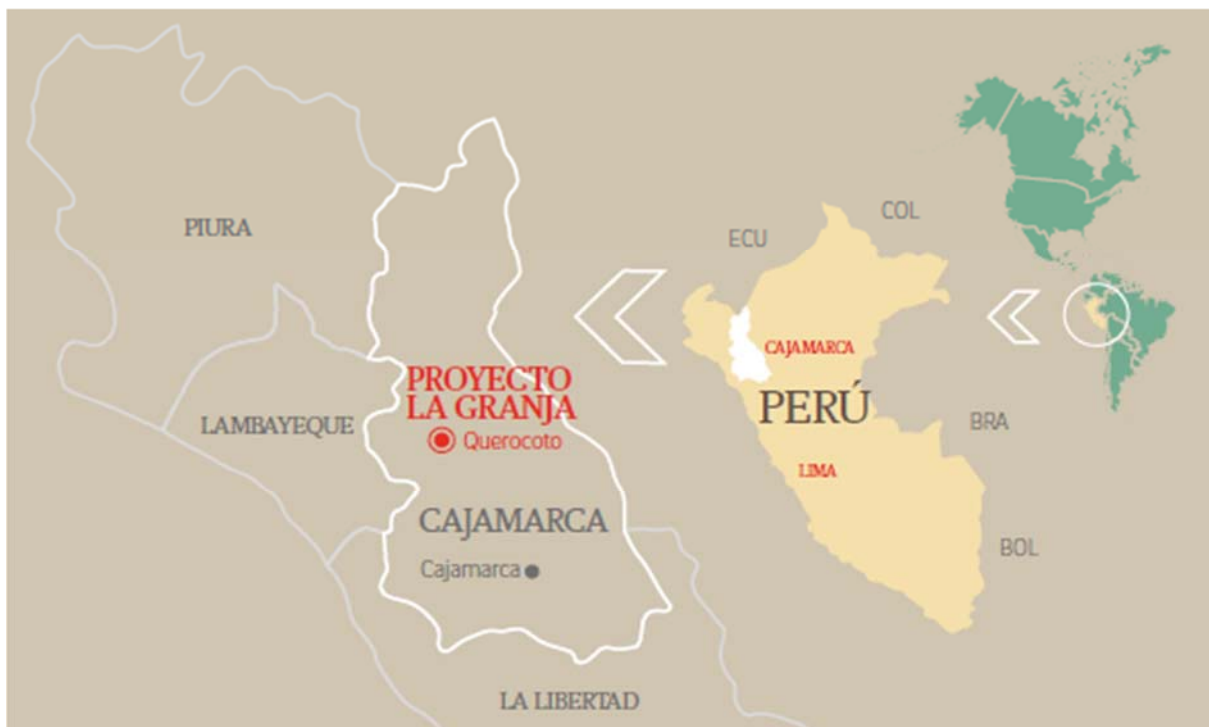 PIURA
LAMBAYEQUE
PROYECTO
LA GRANJA
Querocoto
CAJAMARCA
Cajamarca
LA LIBERTAD
ECU
COL
CAJAMARCA
PERÚ
LIMA
BRA
BOL